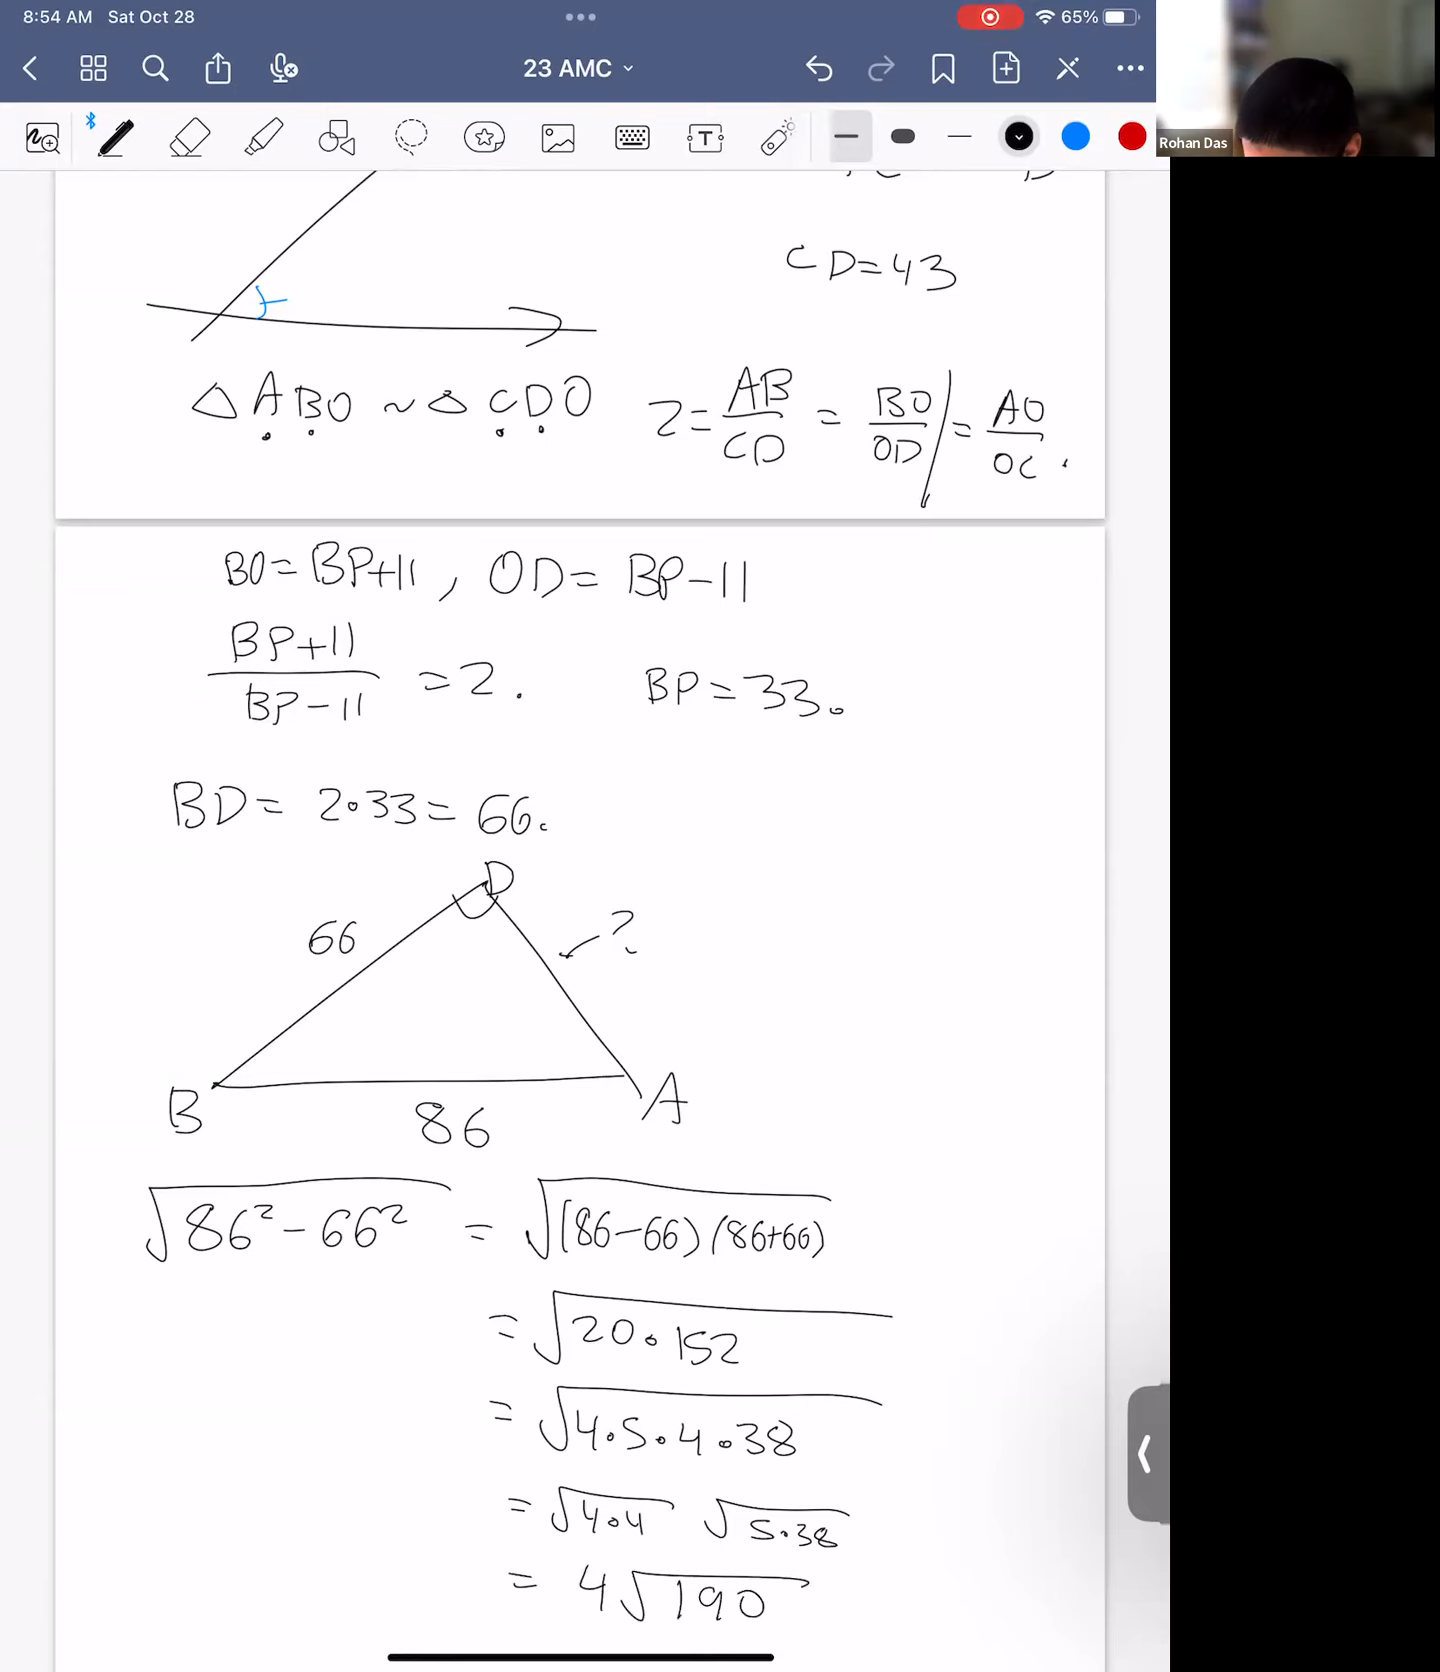 8:54 AM Sat Oct 28
65%
23 AMC
T
Rohan Das
CD=43
△ABO ~ △CDO 2 = AB/CD = BO/OD = AO/OC.
BO = BP+11, OD = BP-11
BP+11/BP-11 = 2. BP = 33.
BD = 2·33 = 66.
D
66
?
B
A
86
√86²-66² = √(86-66)(86+66)
= √20·152
= √4·5·4·38
= √4·4 √5·38
= 4√190